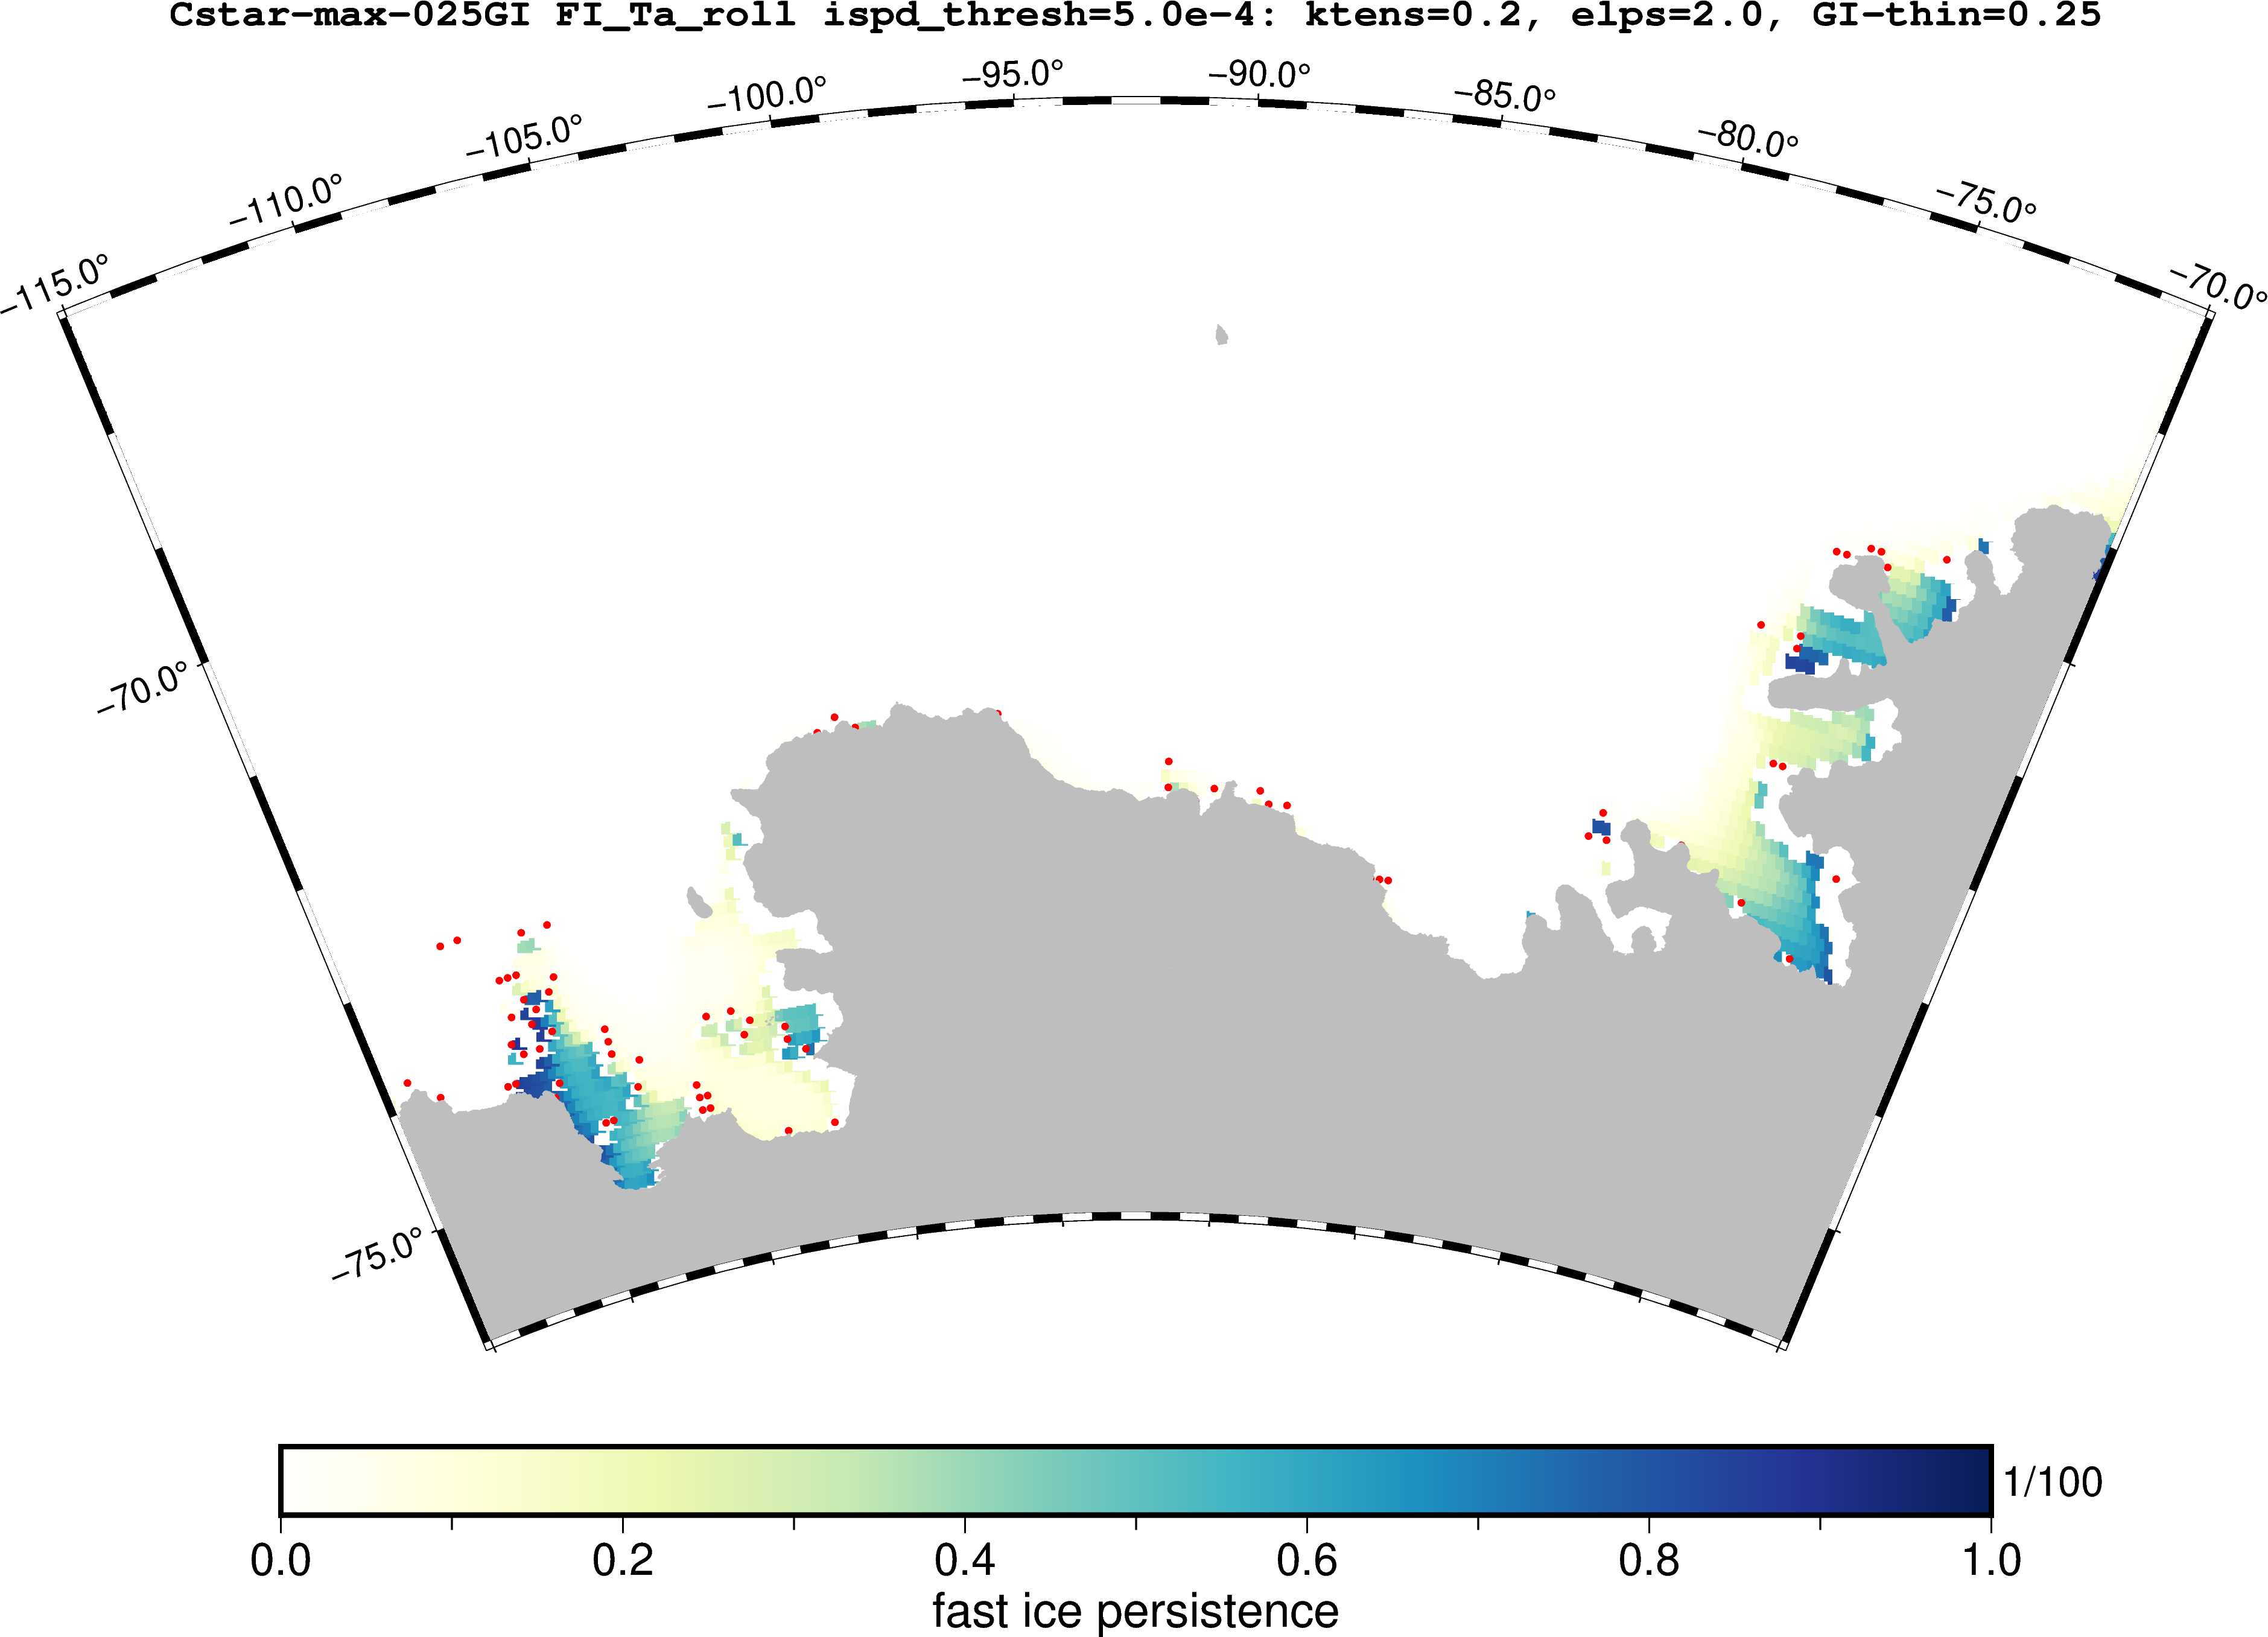 Cstar-max-025GI FI_Ta_roll ispd_thresh=5.0e-4: ktens=0.2, elps=2.0, GI-thin=0.25
−115.0° −110.0° −105.0° −100.0° −95.0° −90.0° −85.0° −80.0° −75.0° −70.0°
−70.0°
−75.0°
1/100
0.0 0.2 0.4 0.6 0.8 1.0
fast ice persistence